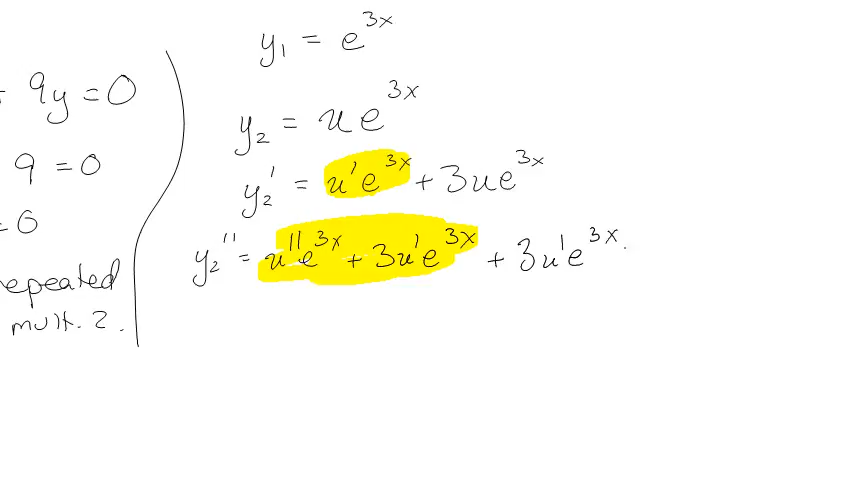 9y = 0
9 = 0
= 0
repeated
mult. 2.
y₁ = e^{3x}
y₂ = ue^{3x}
y₂' = u'e^{3x} + 3ue^{3x}
y₂'' = u''e^{3x} + 3u'e^{3x} + 3u'e^{3x}.